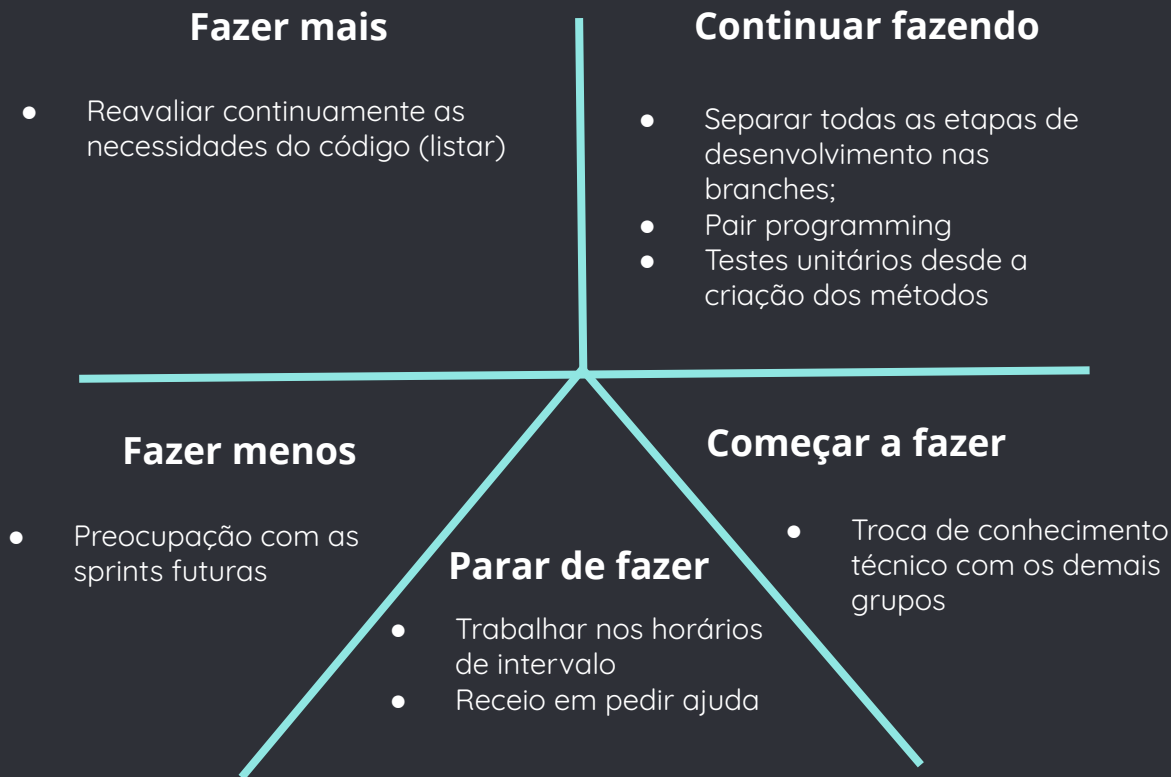 Fazer mais
● Reavaliar continuamente as
necessidades do código (listar)
Continuar fazendo
● Separar todas as etapas de
desenvolvimento nas
branches;
● Pair programming
● Testes unitários desde a
criação dos métodos
Fazer menos
● Preocupação com as
sprints futuras
Parar de fazer
● Trabalhar nos horários
de intervalo
● Receio em pedir ajuda
Começar a fazer
● Troca de conhecimento
técnico com os demais
grupos